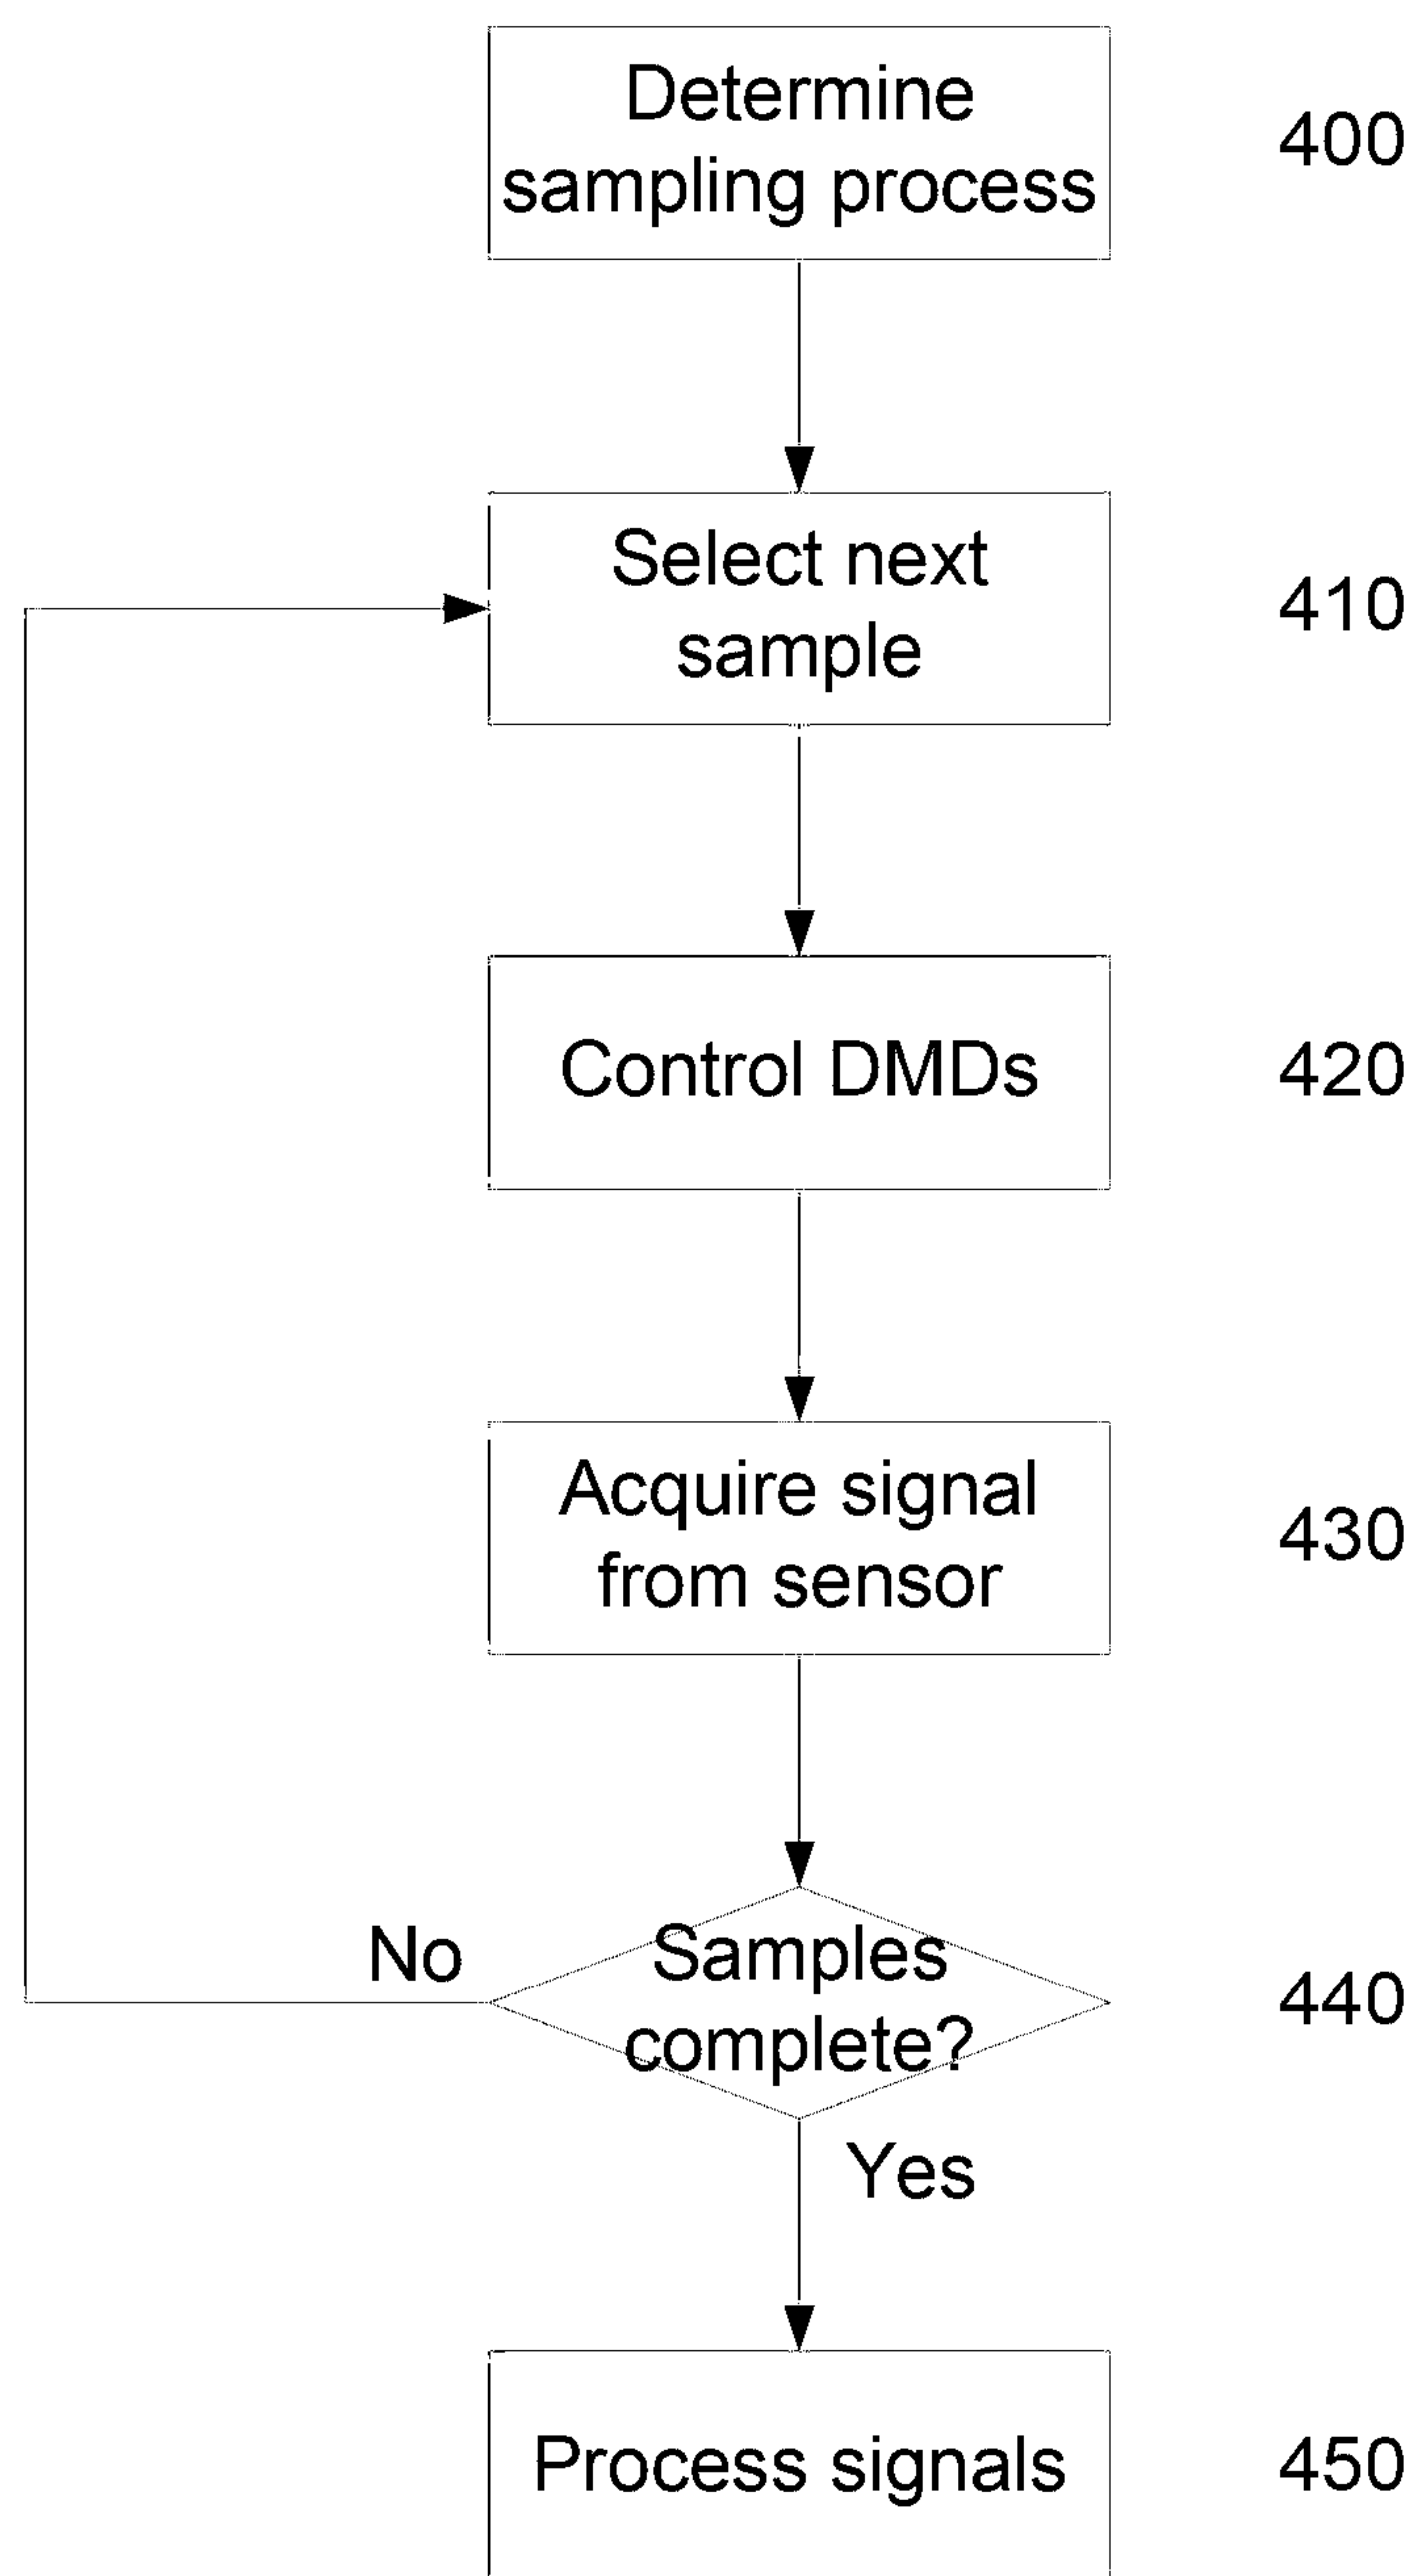 Determine
sampling process
400
Select next
sample
410
Control DMDs
420
Acquire signal
from sensor
430
No
Samples
complete?
440
Yes
Process signals
450